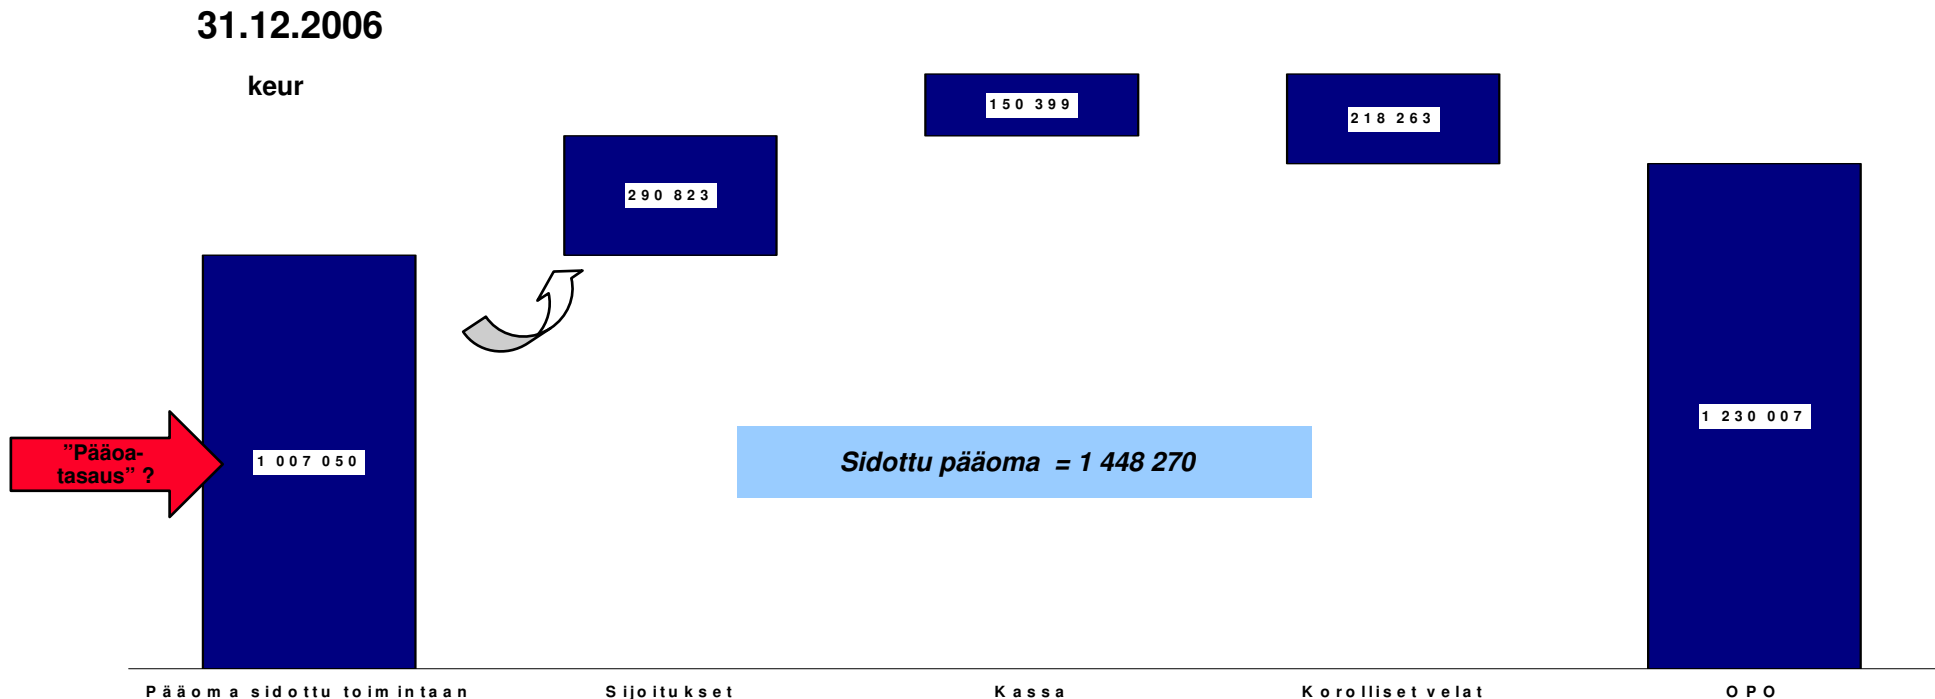 31.12.2006
keur
150 399
218 263
290 823
1 230 007
"Pääoa-
tasaus" ?
1 007 050
Sidottu pääoma = 1 448 270
Pääoma sidottu toimintaan
Sijoitukset
Kassa
Korolliset velat
OPO